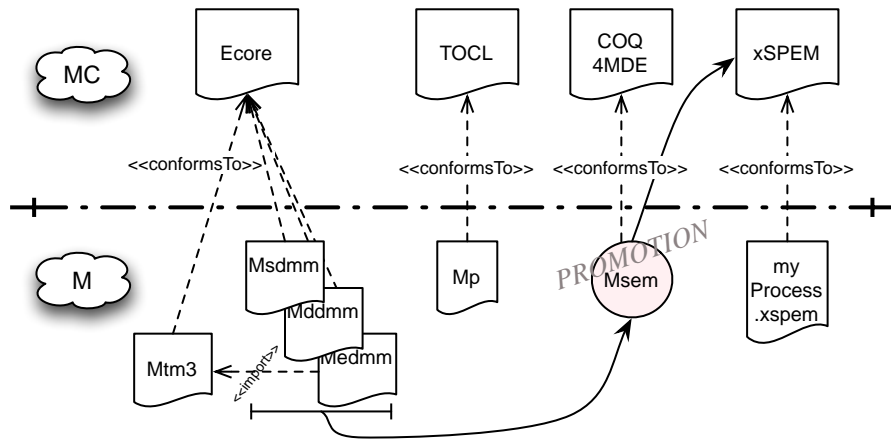 Ecore
TOCL
COQ
4MDE
xSPEM
MC
<<conformsTo>>
<<conformsTo>>
<<conformsTo>>
<<conformsTo>>
PROMOTION
Msdmm
Mp
Msem
my
Process
.xspem
M
Mddmm
Mtm3
<<import>>
Medmm